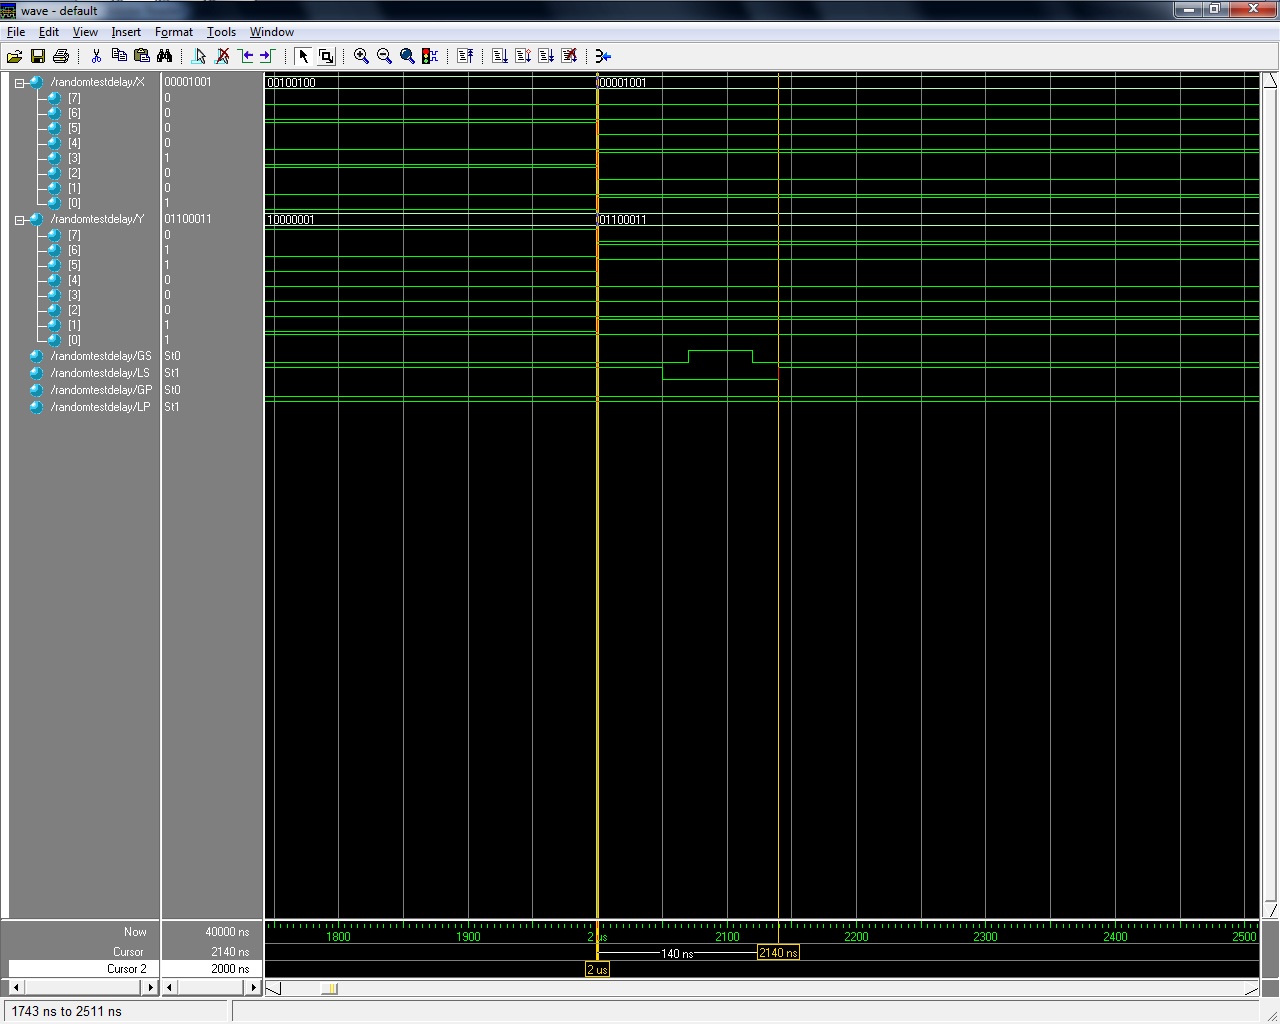 wave - default
File Edit View Insert Format Tools Window
/randomtestdelay/X 00001001 00100100 00001001
[7] 0
[6] 0
[5] 0
[4] 0
[3] 1
[2] 0
[1] 0
[0] 1
/randomtestdelay/Y 01100011 10000001 01100011
[7] 0
[6] 1
[5] 1
[4] 0
[3] 0
[2] 0
[1] 1
[0] 1
/randomtestdelay/GS St0
/randomtestdelay/LS St1
/randomtestdelay/GP St0
/randomtestdelay/LP St1
Now 40000 ns 1800 1900 2 us 2100 2200 2300 2400 2500
Cursor 2140 ns 140 ns 2140 ns
Cursor 2 2000 ns 2 us
1743 ns to 2511 ns